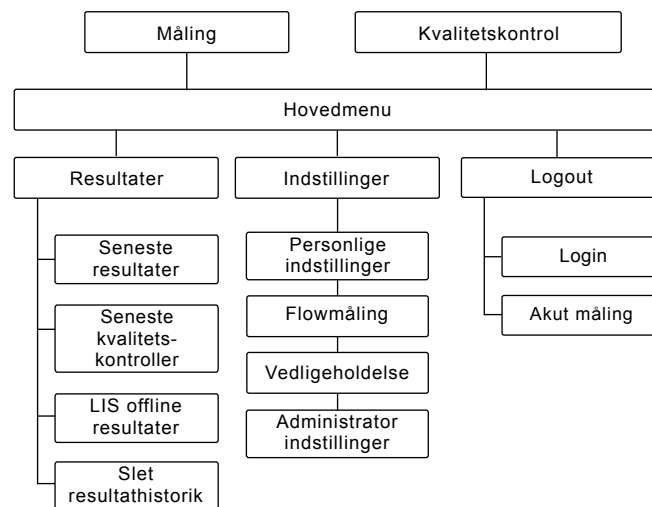 Måling
Kvalitetskontrol
Hovedmenu
Resultater
Indstillinger
Logout
Seneste
resultater
Seneste
kvalitets-
kontroller
LIS offline
resultater
Slet
resultathistorik
Personlige
indstillinger
Flowmåling
Vedligeholdelse
Administrator
indstillinger
Login
Akut måling